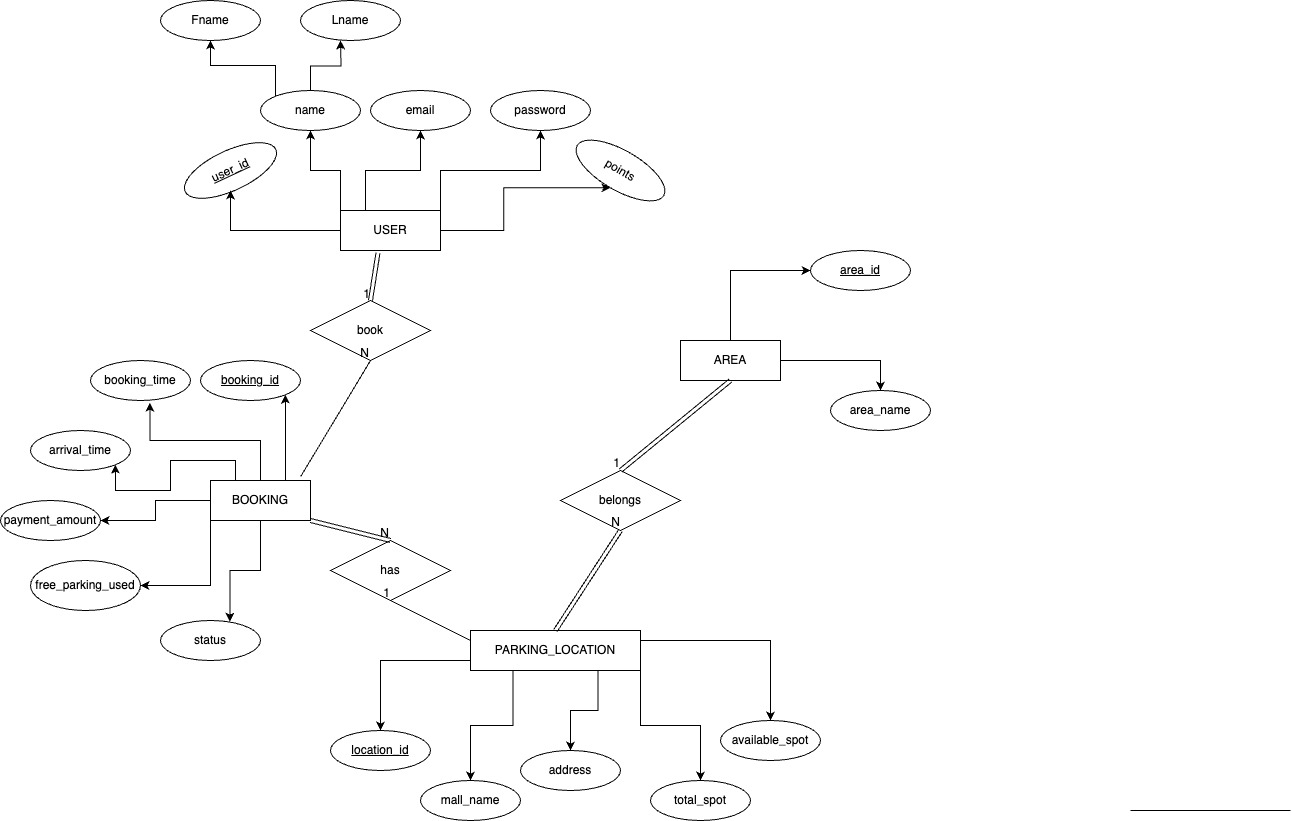 Fname
Lname
name
email
password
user_id
points
USER
1
book
N
area_id
AREA
area_name
booking_time
booking_id
arrival_time
BOOKING
payment_amount
free_parking_used
status
1
belongs
N
N
has
1
PARKING_LOCATION
location_id
mall_name
address
total_spot
available_spot